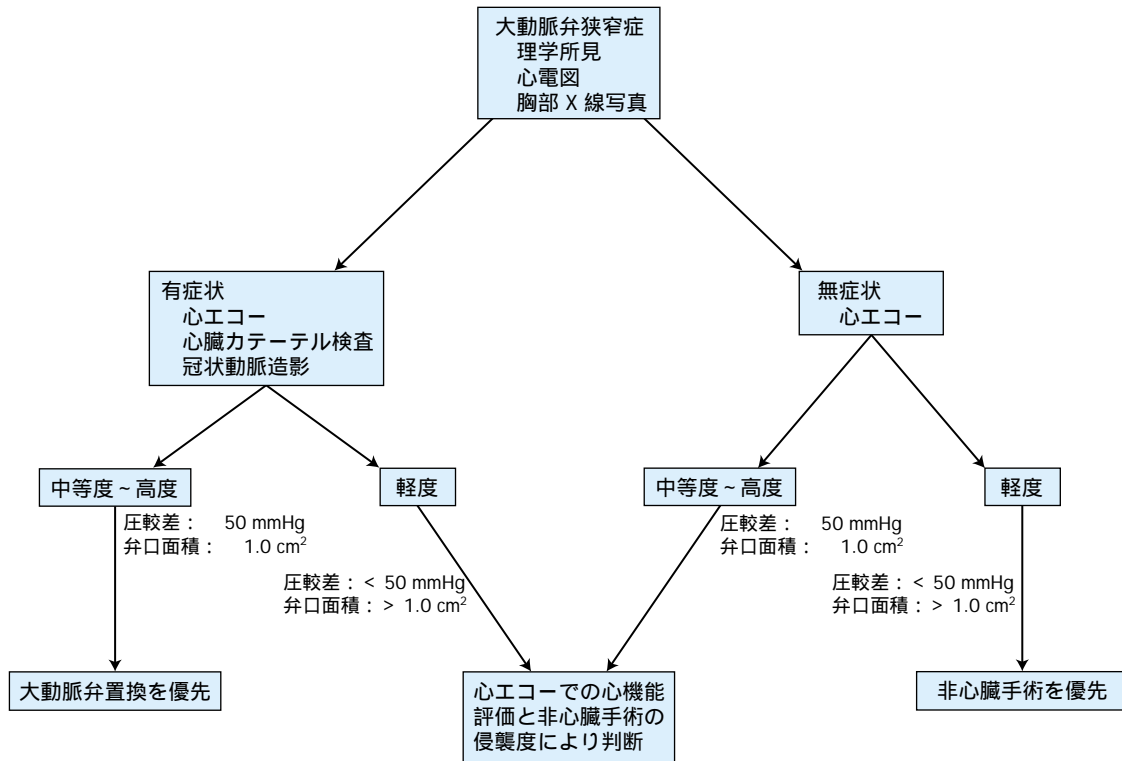 大動脈弁狭窄症
理学所見
心電図
胸部 X 線写真
有症状
心エコー
心臓カテーテル検査
冠状動脈造影
無症状
心エコー
中等度 ~ 高度
軽度
中等度 ~ 高度
軽度
圧較差: 50 mmHg
弁口面積: 1.0 cm²
圧較差: < 50 mmHg
弁口面積: > 1.0 cm²
圧較差: 50 mmHg
弁口面積: 1.0 cm²
圧較差: < 50 mmHg
弁口面積: > 1.0 cm²
大動脈弁置換を優先
心エコーでの心機能
評価と非心臓手術の
侵襲度により判断
非心臓手術を優先